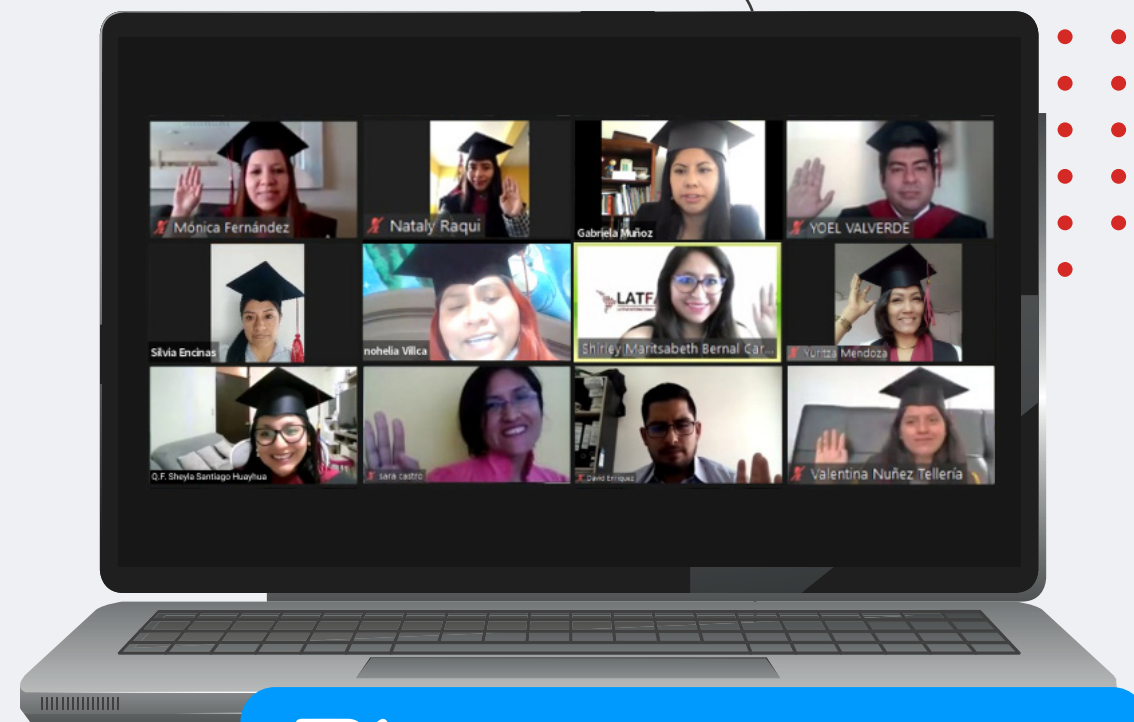 Mónica Fernández
Nataly Raqui
Gabriela Muñoz
YOEL VALVERDE
Silvia Encinas
nohelia Villca
LATF
Shirley Maritsabeth Bernal Car...
Yuritza Mendoza
Q.F. Sheyla Santiago Huayhua
sara castro
David Enriquez
Valentina Nuñez Tellería